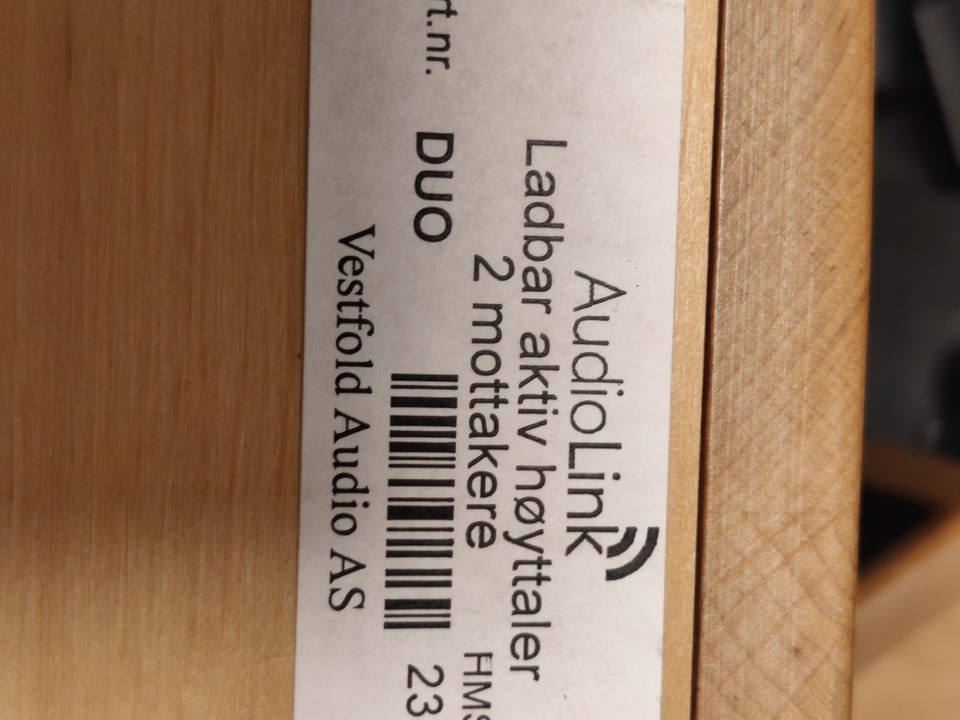 AudioLink
Ladbar aktiv høyttaler
2 mottakere HMS
rt.nr. DUO 23
Vestfold Audio AS